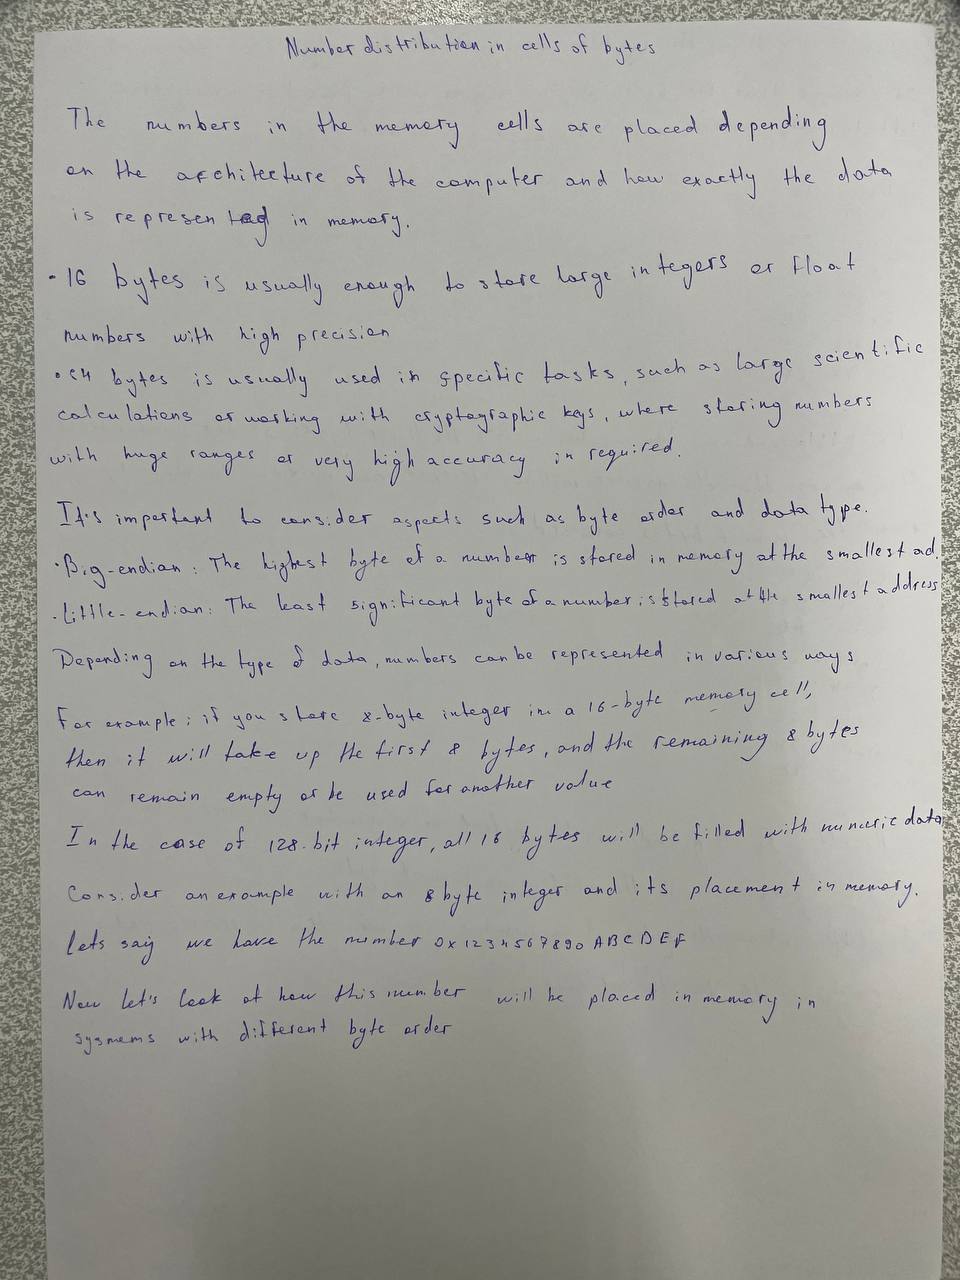 Number distribution in cells of bytes
The numbers in the memory cells are placed depending
on the architecture of the computer and how exactly the data
is represented in memory.
· 16 bytes is usually enough to store large integers or float
numbers with high precision
· 64 bytes is usually used in specific tasks, such as large scientific
calculations or working with cryptographic keys, where storing numbers
with huge ranges or very high accuracy in required.
It's important to consider aspects such as byte order and data type.
· Big-endian: The highest byte of a number is stored in memory at the smallest ad.
· Little-endian: The least significant byte of a number is stored at the smallest address
Depending on the type of data, numbers can be represented in various ways
For example: if you store 8-byte integer in a 16-byte memory cell,
then it will take up the first 8 bytes, and the remaining 8 bytes
can remain empty or be used for another value
In the case of 128-bit integer, all 16 bytes will be filled with numeric data
Consider an example with an 8 byte integer and its placement in memory.
Lets say we have the number 0x1234567890ABCDEF
Now let's look at how this number will be placed in memory in
sysmems with different byte order